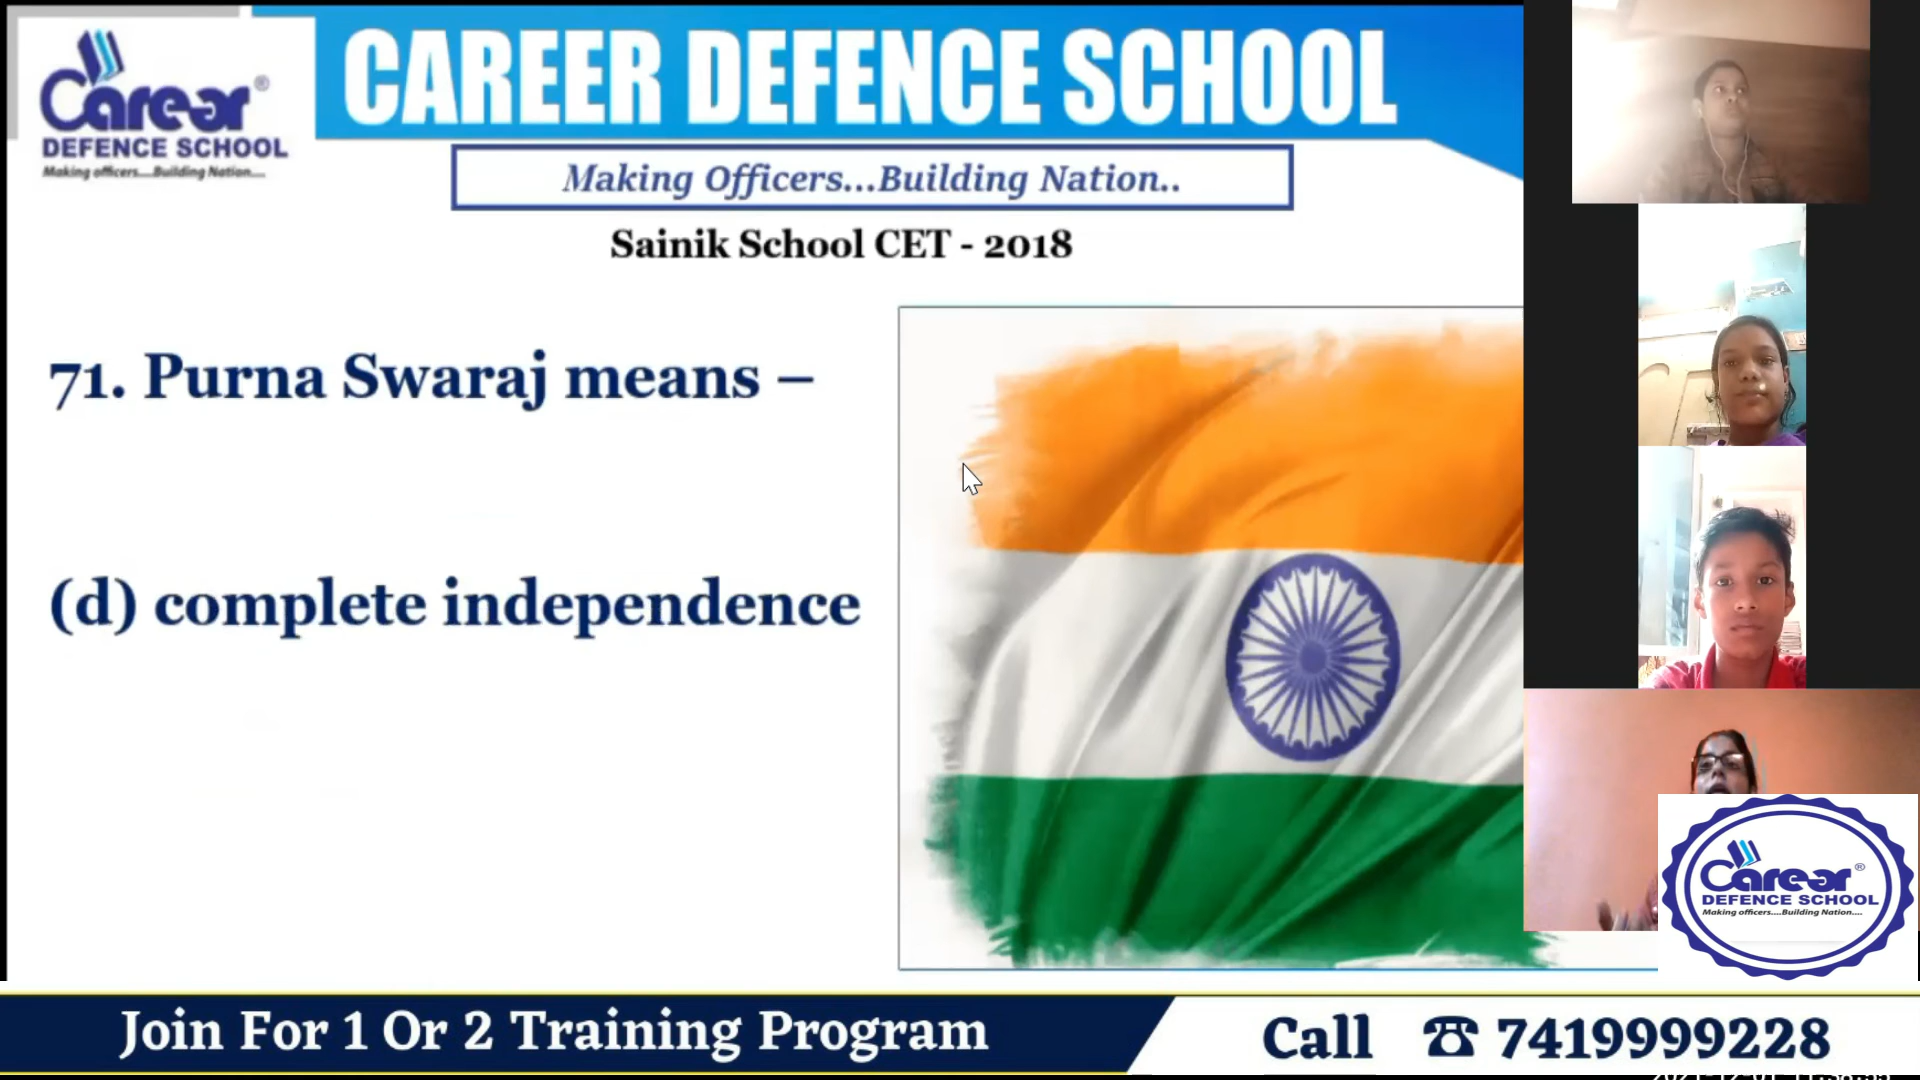 Career®
DEFENCE SCHOOL
Making officers....Building Nation....
CAREER DEFENCE SCHOOL
Making Officers...Building Nation..
Sainik School CET - 2018
71. Purna Swaraj means –
(d) complete independence
Career®
DEFENCE SCHOOL
Making officers....Building Nation....
Join For 1 Or 2 Training Program
Call ☎ 7419999228